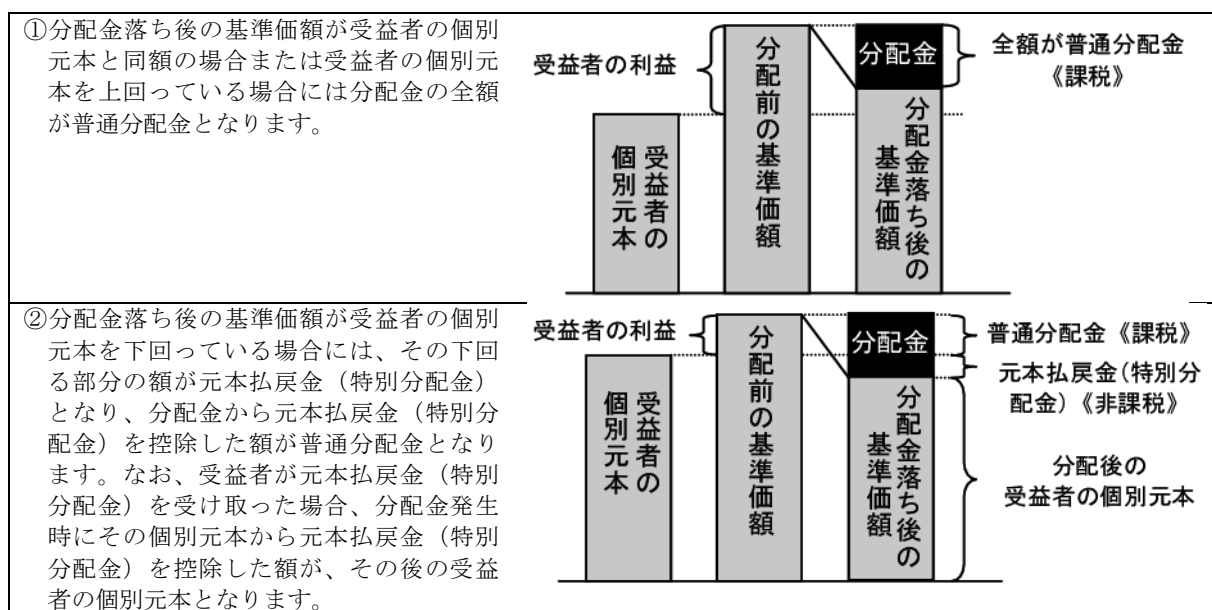 ①分配金落ち後の基準価額が受益者の個別
元本と同額の場合または受益者の個別元
本を上回っている場合には分配金の全額
が普通分配金となります。
受益者の利益
受益者の
個別元本
分配前の基準価額
分配金
分配金落ち後の
基準価額
全額が普通分配金
《課税》
②分配金落ち後の基準価額が受益者の個別
元本を下回っている場合には、その下回
る部分の額が元本払戻金（特別分配金）
となり、分配金から元本払戻金（特別分
配金）を控除した額が普通分配金となり
ます。なお、受益者が元本払戻金（特別
分配金）を受け取った場合、分配金発生
時にその個別元本から元本払戻金（特別
分配金）を控除した額が、その後の受益
者の個別元本となります。
受益者の利益
受益者の
個別元本
分配前の基準価額
分配金
分配金落ち後の
基準価額
普通分配金《課税》
元本払戻金(特別分
配金)《非課税》
分配後の
受益者の個別元本